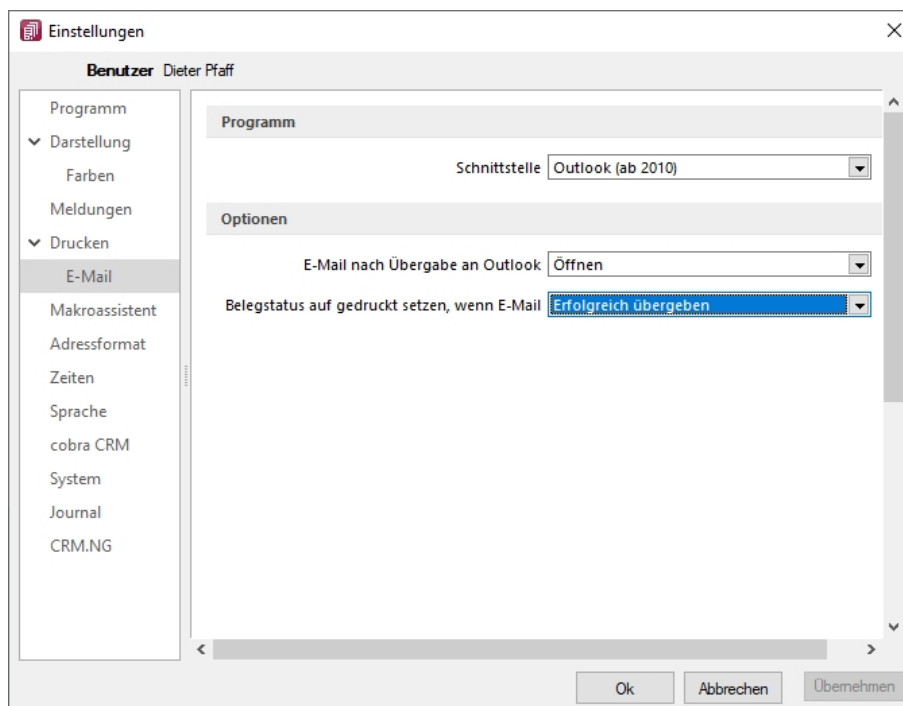 Einstellungen
Benutzer Dieter Pfaff
Programm
Darstellung
Farben
Meldungen
Drucken
E-Mail
Makroassistent
Adressformat
Zeiten
Sprache
cobra CRM
System
Journal
CRM.NG
Programm
Schnittstelle Outlook (ab 2010)
Optionen
E-Mail nach Übergabe an Outlook Öffnen
Belegstatus auf gedruckt setzen, wenn E-Mail Erfolgreich übergeben
Ok Abbrechen Übernehmen